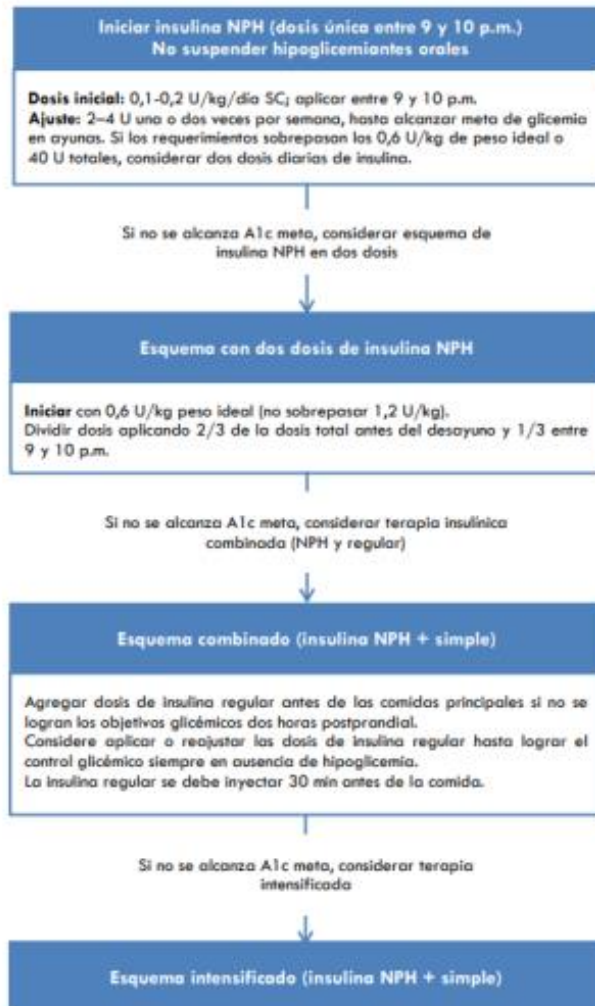 Iniciar insulina NPH (dosis única entre 9 y 10 p.m.)
No suspender hipoglicemiantes orales
Dosis inicial: 0,1-0,2 U/kg/día SC; aplicar entre 9 y 10 p.m.
Ajuste: 2–4 U una o dos veces por semana, hasta alcanzar meta de glicemia
en ayunas. Si los requerimientos sobrepasan los 0,6 U/kg de peso ideal o
40 U totales, considerar dos dosis diarias de insulina.
Si no se alcanza A1c meta, considerar esquema de
insulina NPH en dos dosis
Esquema con dos dosis de insulina NPH
Iniciar con 0,6 U/kg peso ideal (no sobrepasar 1,2 U/kg).
Dividir dosis aplicando 2/3 de la dosis total antes del desayuno y 1/3 entre
9 y 10 p.m.
Si no se alcanza A1c meta, considerar terapia insulínica
combinada (NPH y regular)
Esquema combinado (insulina NPH + simple)
Agregar dosis de insulina regular antes de las comidas principales si no se
logran los objetivos glicémicos dos horas postprandial.
Considere aplicar o reajustar las dosis de insulina regular hasta lograr el
control glicémico siempre en ausencia de hipoglicemia.
La insulina regular se debe inyectar 30 min antes de la comida.
Si no se alcanza A1c meta, considerar terapia
intensificada
Esquema intensificado (insulina NPH + simple)